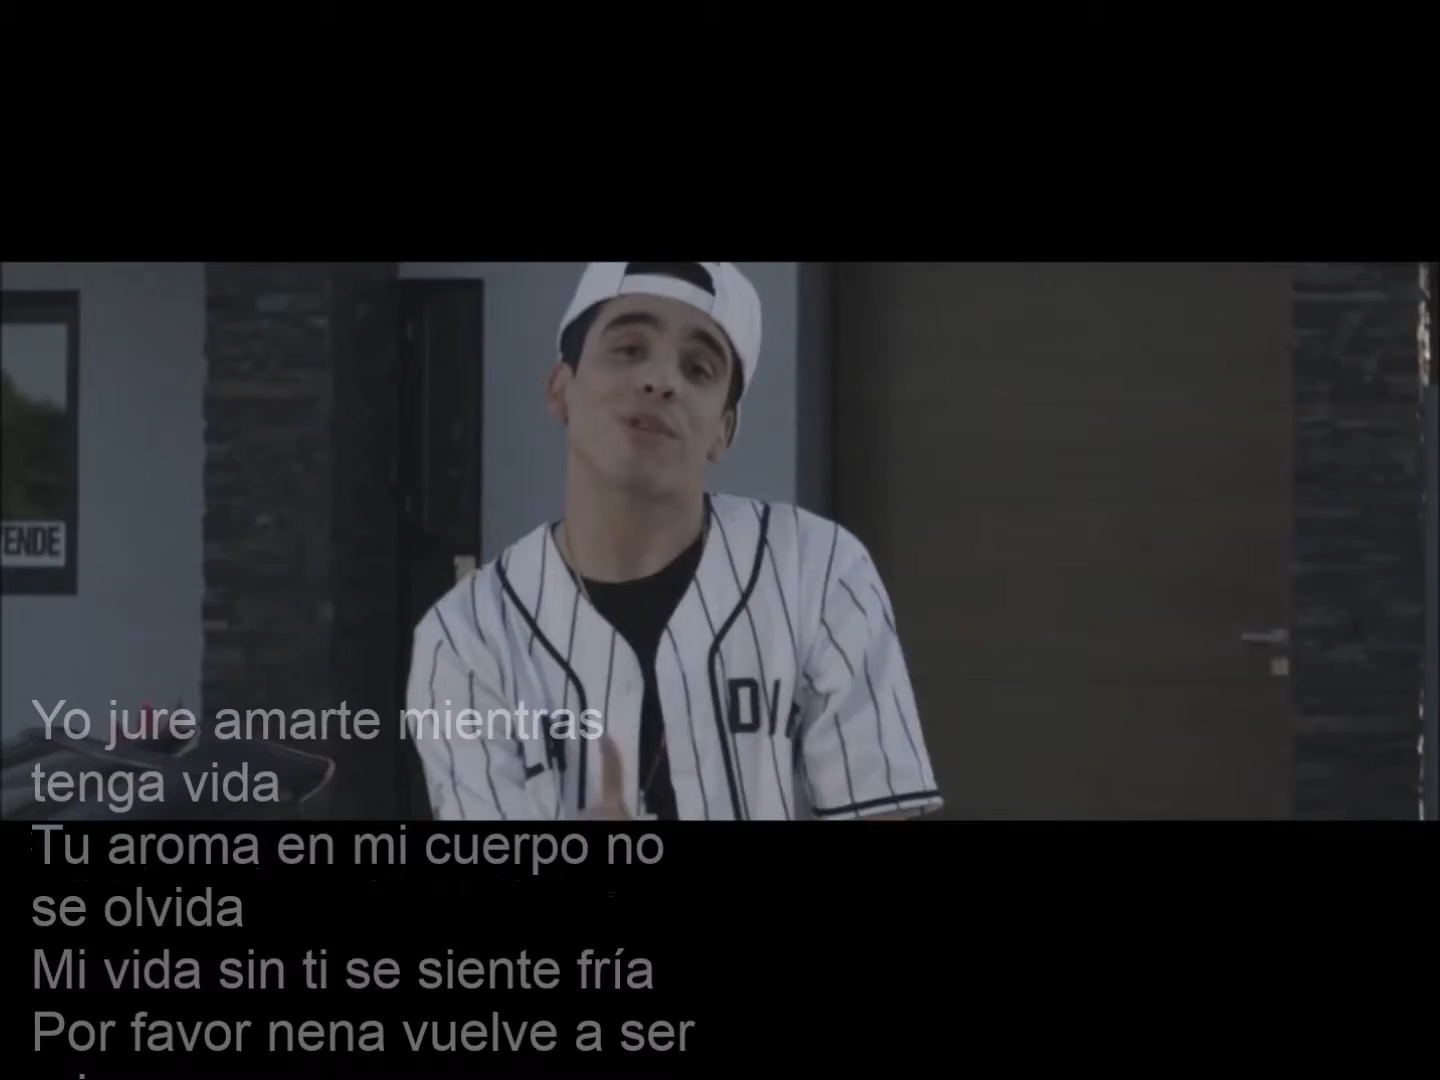 ENDE
Yo jure amarte mientras
tenga vida
Tu aroma en mi cuerpo no
se olvida
Mi vida sin ti se siente fría
Por favor nena vuelve a ser